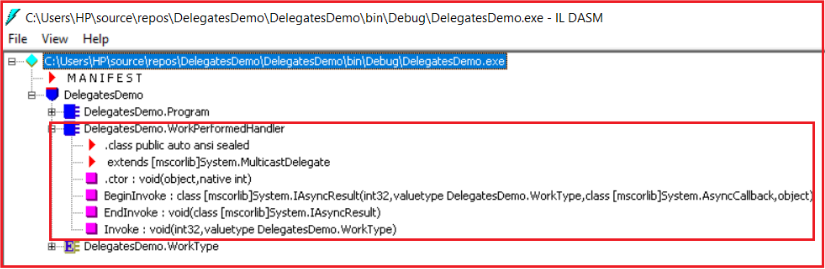 C:\Users\HP\source\repos\DelegatesDemo\DelegatesDemo\bin\Debug\DelegatesDemo.exe - IL DASM
File View Help
C:\Users\HP\source\repos\DelegatesDemo\DelegatesDemo\bin\Debug\DelegatesDemo.exe
MANIFEST
DelegatesDemo
DelegatesDemo.Program
DelegatesDemo.WorkPerformedHandler
.class public auto ansi sealed
extends [mscorlib]System.MulticastDelegate
.ctor : void(object,native int)
BeginInvoke : class [mscorlib]System.IAsyncResult(int32,valuetype DelegatesDemo.WorkType,class [mscorlib]System.AsyncCallback,object)
EndInvoke : void(class [mscorlib]System.IAsyncResult)
Invoke : void(int32,valuetype DelegatesDemo.WorkType)
E DelegatesDemo.WorkType